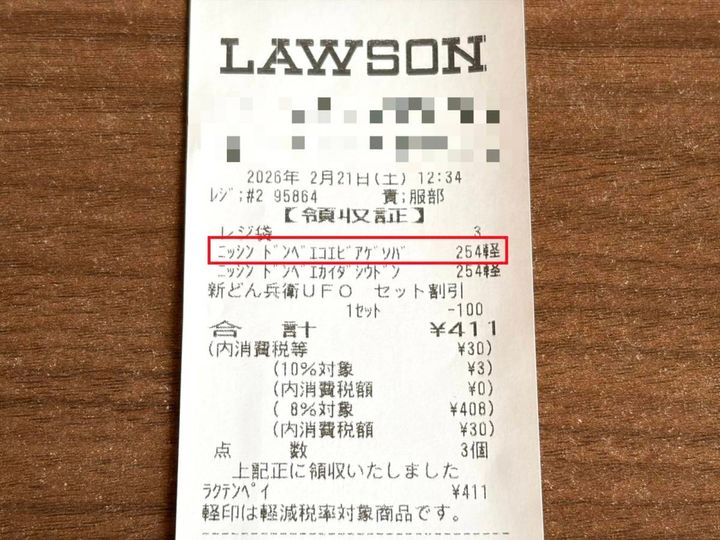 LAWSON
2026年 2月21日(土) 12:34
ﾚｼﾞ;#2 95864 責;服部
【領収証】
レジ袋 3
ﾆｯｼﾝ ﾄﾞﾝﾍﾞｴｺｴﾋﾞｱｹﾞｿﾊﾞ 254軽
ﾆｯｼﾝ ﾄﾞﾝﾍﾞｴｶｲﾀﾞｼｳﾄﾞﾝ 254軽
新どん兵衛UFO セット割引
1ｾｯﾄ -100
合計 ¥411
(内消費税等 ¥30)
(10%対象 ¥3)
(内消費税額 ¥0)
( 8%対象 ¥408)
(内消費税額 ¥30)
点数 3個
上記正に領収いたしました
ﾗｸﾃﾝﾍﾟｲ ¥411
軽印は軽減税率対象商品です。